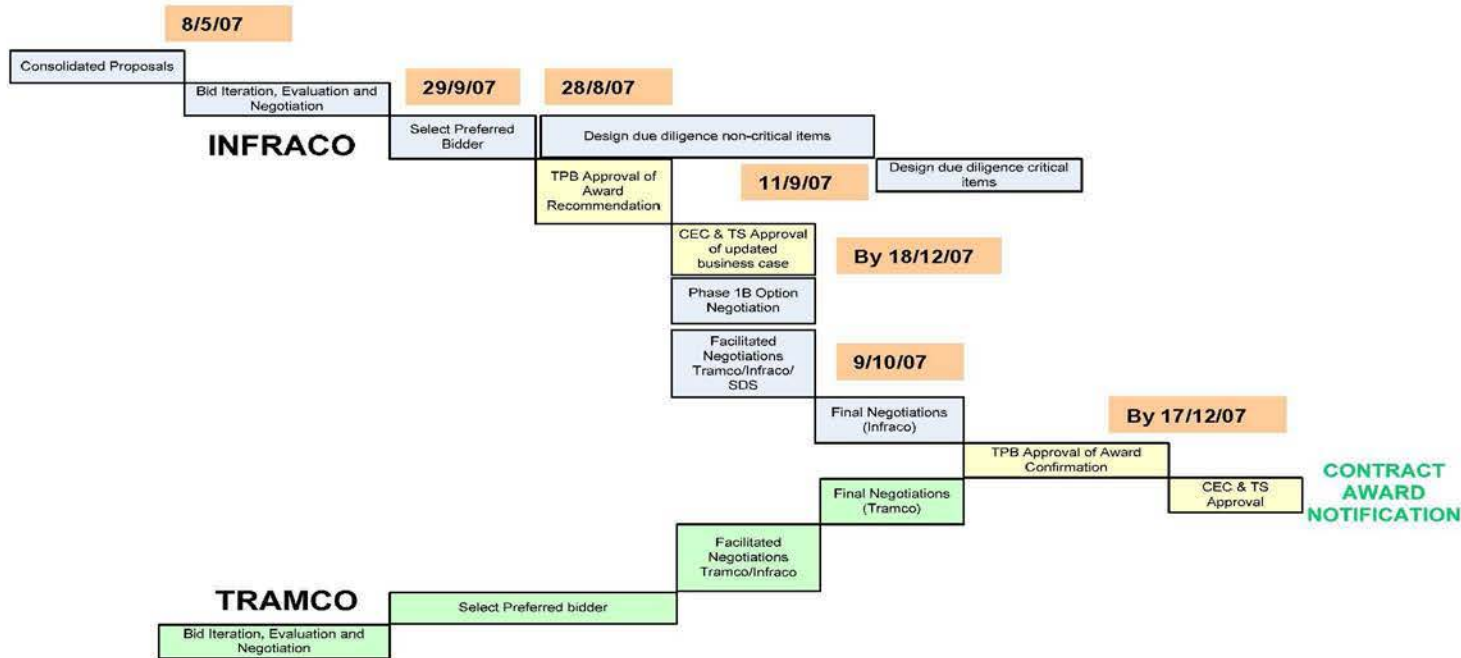 8/5/07
Consolidated Proposals
Bid Iteration, Evaluation and
Negotiation
29/9/07
28/8/07
INFRACO
Select Preferred
Bidder
Design due diligence non-critical items
TPB Approval of
Award
Recommendation
11/9/07
Design due diligence critical
items
CEC & TS Approval
of updated
business case
By 18/12/07
Phase 1B Option
Negotiation
Facilitated
Negotiations
Tramco/Infraco/
SDS
9/10/07
Final Negotiations
(Infraco)
By 17/12/07
TPB Approval of Award
Confirmation
CEC & TS
Approval
CONTRACT
AWARD
NOTIFICATION
Final Negotiations
(Tramco)
Facilitated
Negotiations
Tramco/Infraco
TRAMCO
Select Preferred bidder
Bid Iteration, Evaluation and
Negotiation